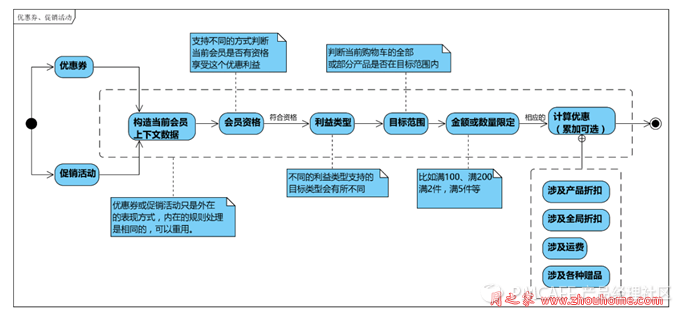 优惠券、促销活动
支持不同的方式判断
当前会员是否有资格
享受这个优惠利益
判断当前购物车的全部
或部分产品是否在目标范围内
优惠券
构造当前会员
上下文数据
会员资格
符合资格
利益类型
目标范围
金额或数量限定
相应的
计算优惠
（累加可选）
促销活动
不同的利益类型支持的
目标类型会有所不同
比如满100、满200
满2件，满5件等
优惠券或促销活动只是外在
的表现方式，内在的规则处理
是相同的，可以重用。
涉及产品折扣
涉及全局折扣
涉及运费
涉及各种赠品
产品经理社区
周之家 www.zhouhome.com